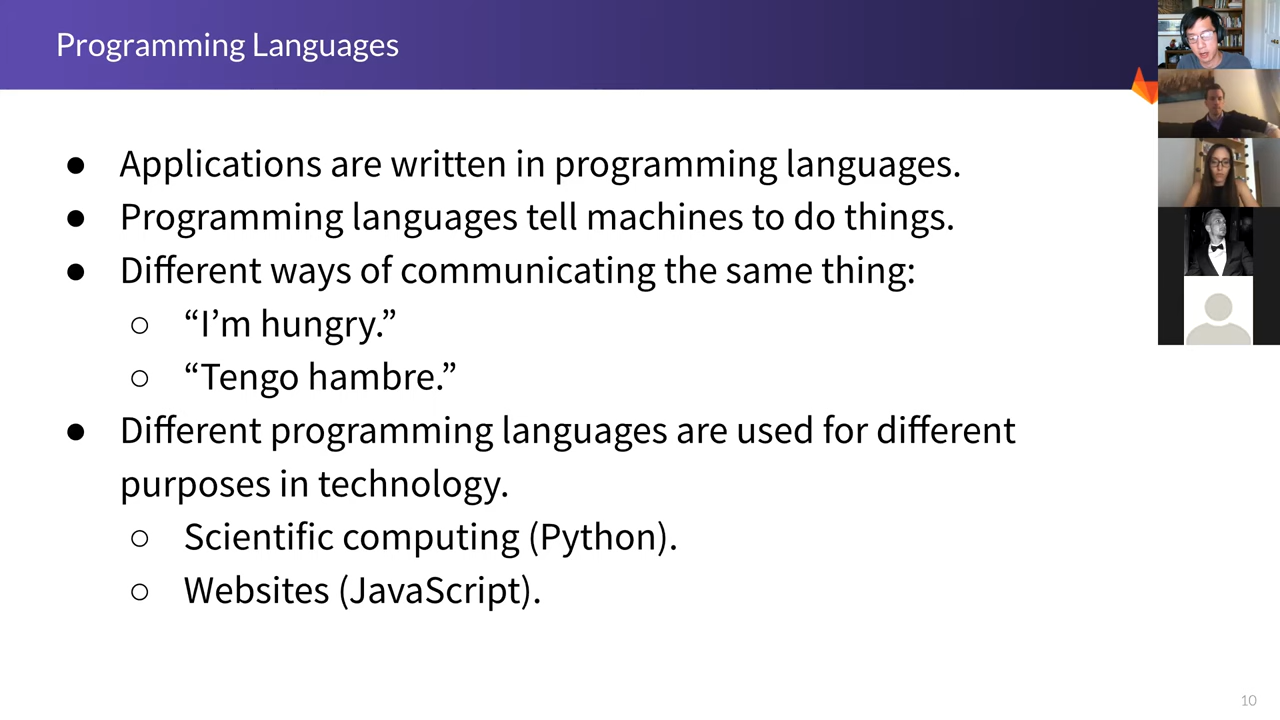 Programming Languages
● Applications are written in programming languages.
● Programming languages tell machines to do things.
● Different ways of communicating the same thing:
○ “I’m hungry.”
○ “Tengo hambre.”
● Different programming languages are used for different
purposes in technology.
○ Scientific computing (Python).
○ Websites (JavaScript).
10